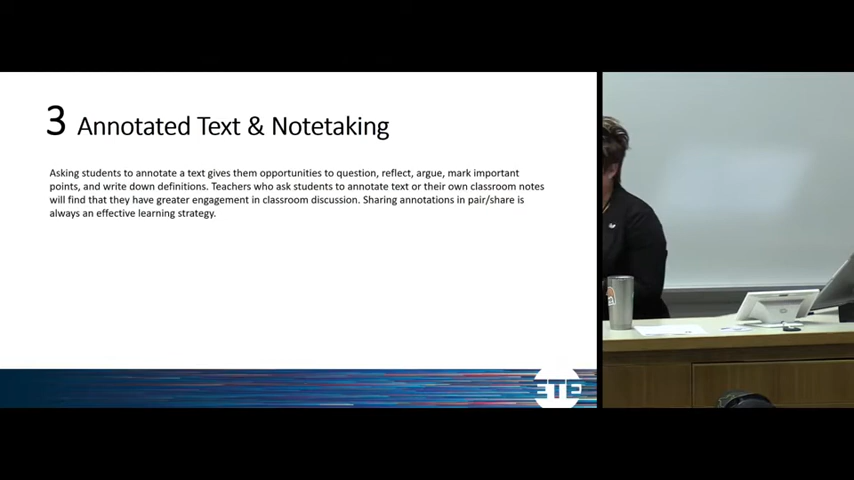 3 Annotated Text & Notetaking
Asking students to annotate a text gives them opportunities to question, reflect, argue, mark important
points, and write down definitions. Teachers who ask students to annotate text or their own classroom notes
will find that they have greater engagement in classroom discussion. Sharing annotations in pair/share is
always an effective learning strategy.
ETE